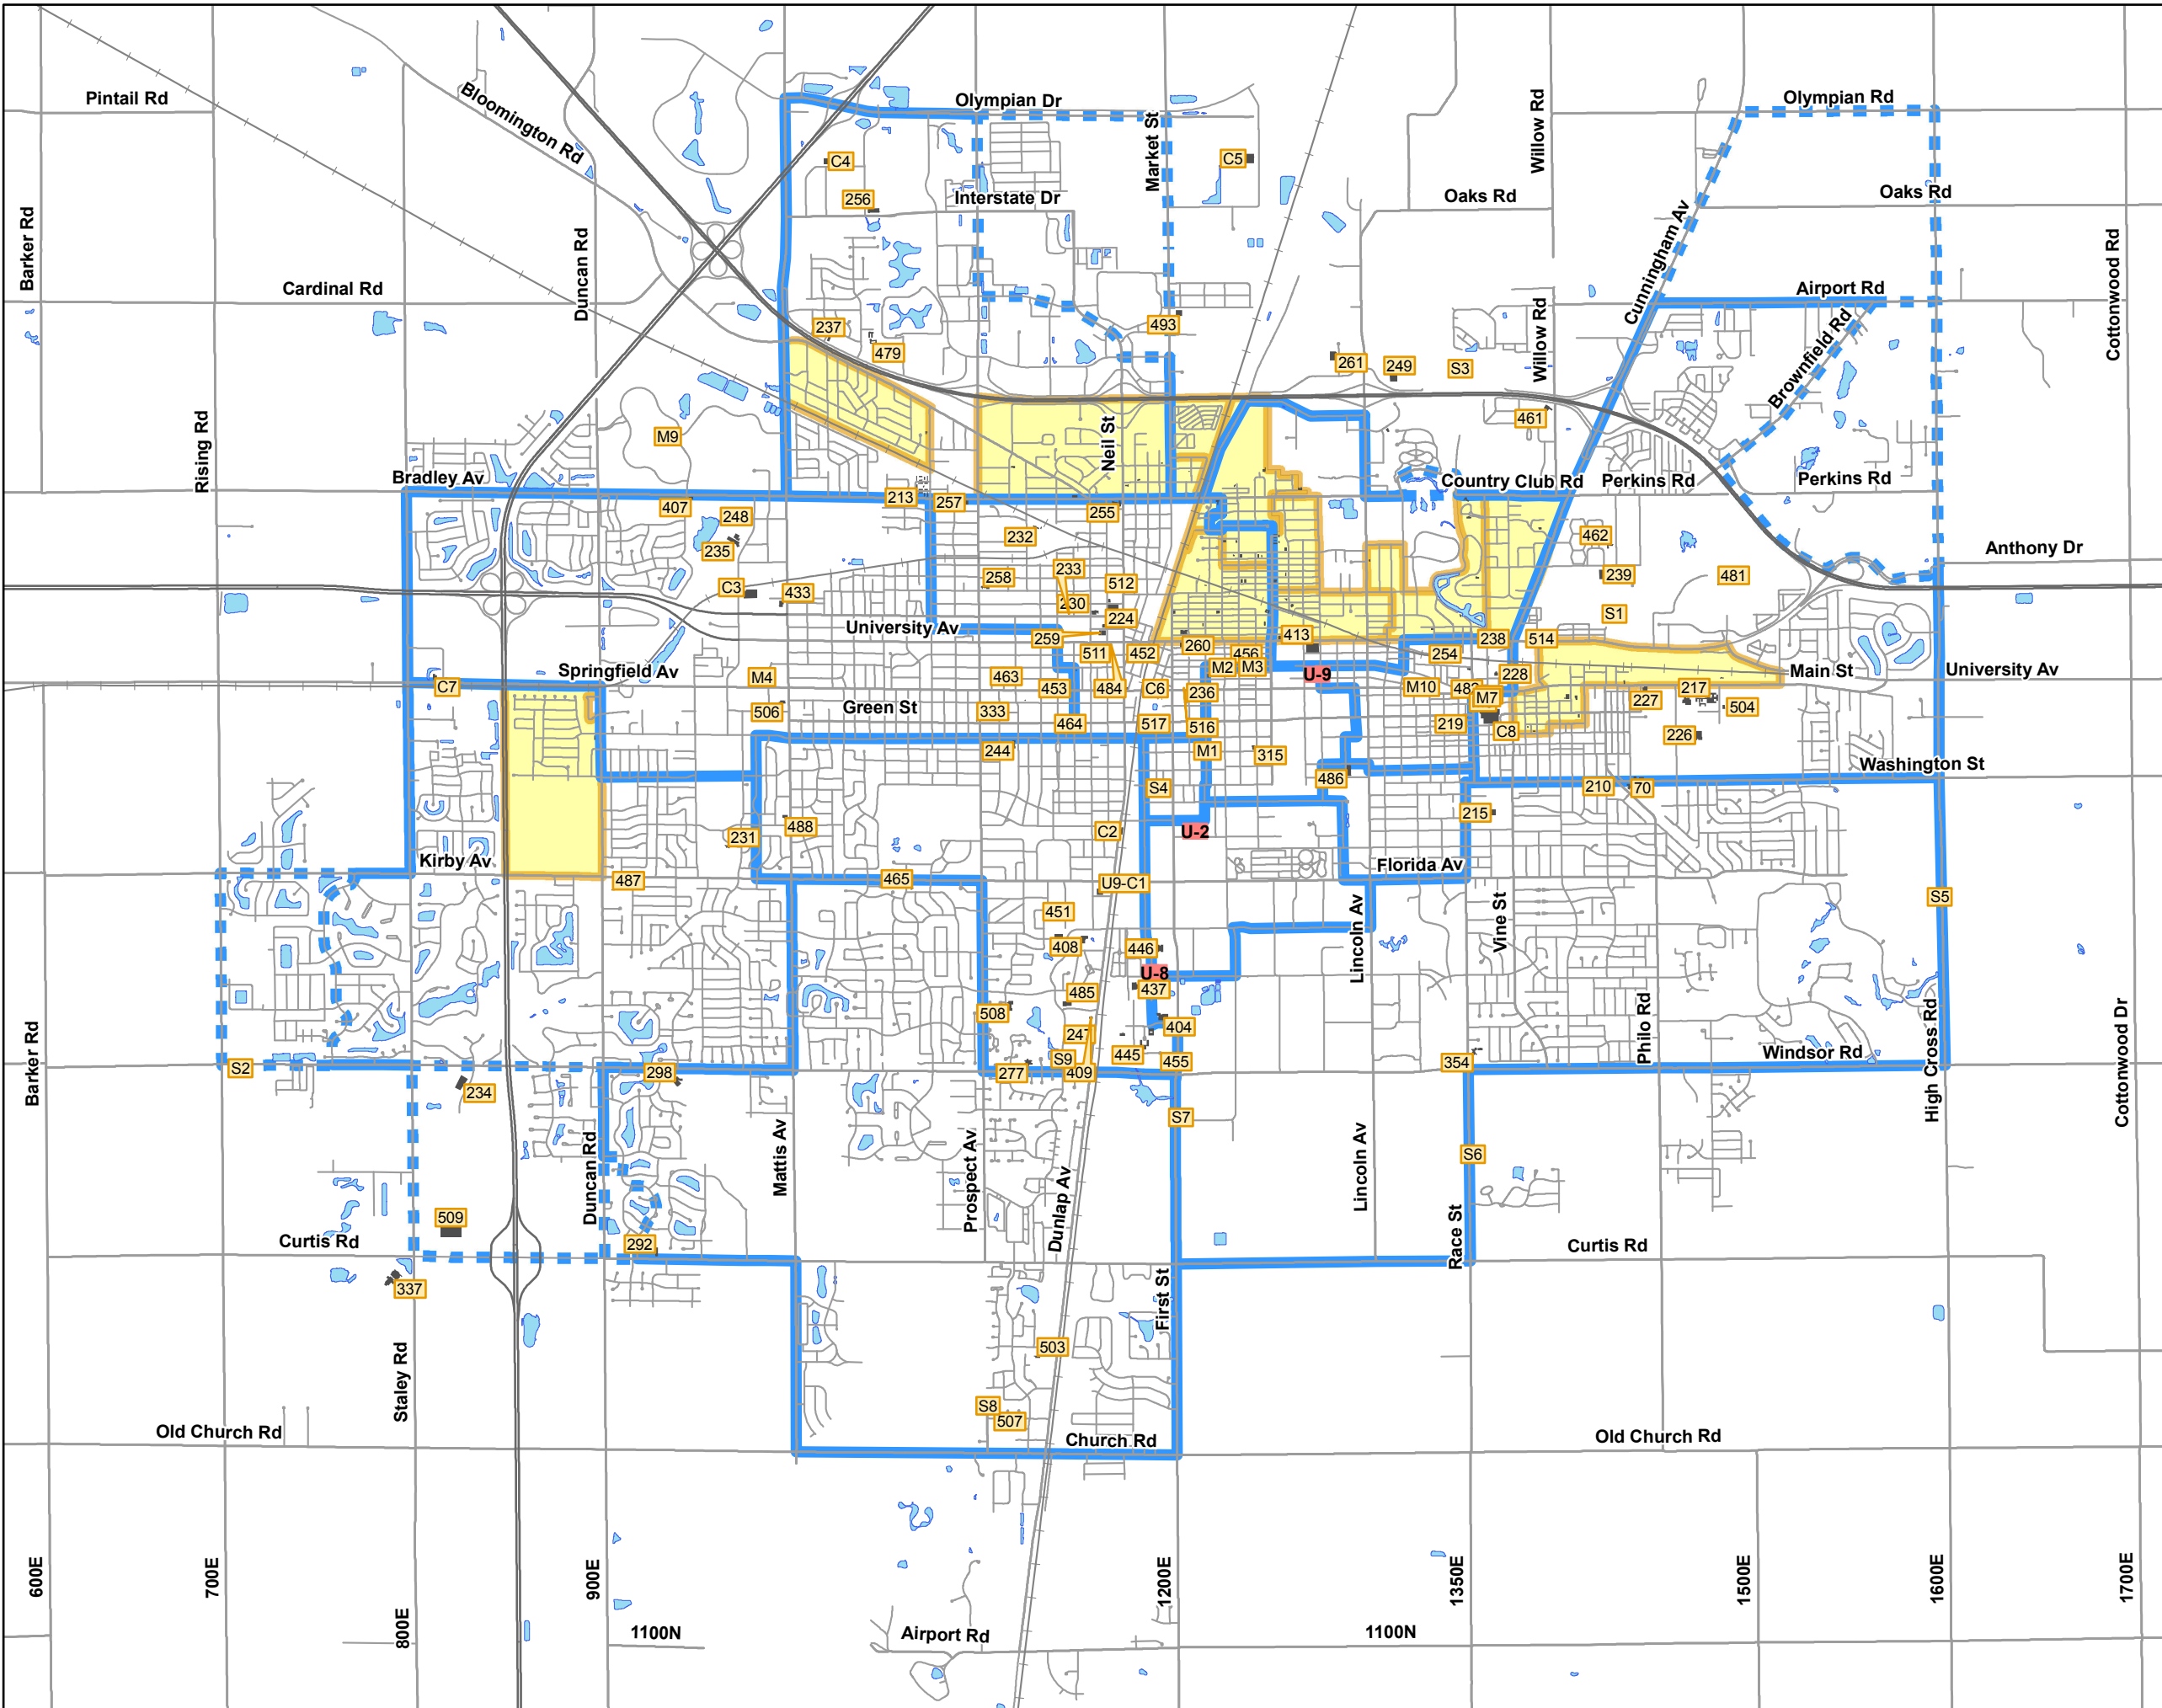 Pintail Rd
Bloomington Rd
Olympian Dr
Market St
Olympian Rd
Willow Rd
C4
C5
256
Interstate Dr
Oaks Rd
Oaks Rd
Barker Rd
Duncan Rd
Cunningham Av
Cottonwood Rd
Cardinal Rd
Airport Rd
237
493
Willow Rd
479
261
249
S3
Brownfield Rd
461
M9
Neil St
Rising Rd
Bradley Av
Country Club Rd
Perkins Rd
Perkins Rd
213
257
407
248
255
232
462
235
Anthony Dr
233
258
512
239
481
C3
433
230
224
S1
University Av
259
413
238
514
511
452
260
456
254
Springfield Av
M2
M3
Main St
University Av
U-9
C7
M4
463
453
484
C6
236
M10
228
M7
217
227
506
Green St
333
464
517
516
219
504
C8
226
244
M1
315
Washington St
486
S4
210
70
215
231
488
C2
U-2
Kirby Av
Florida Av
487
465
U9-C1
S5
451
Lincoln Av
Vine St
408
446
U-8
485
437
508
404
Philo Rd
High Cross Rd
Barker Rd
247
S9
445
455
354
Windsor Rd
Cottonwood Dr
S2
298
277
409
234
S7
Duncan Rd
Mattis Av
Prospect Av
Dunlap Av
Lincoln Av
S6
509
Curtis Rd
292
Race St
Curtis Rd
337
First St
503
Staley Rd
S8
507
Old Church Rd
Church Rd
Old Church Rd
600E
700E
900E
1200E
1350E
1500E
1600E
1700E
800E
1100N
Airport Rd
1100N